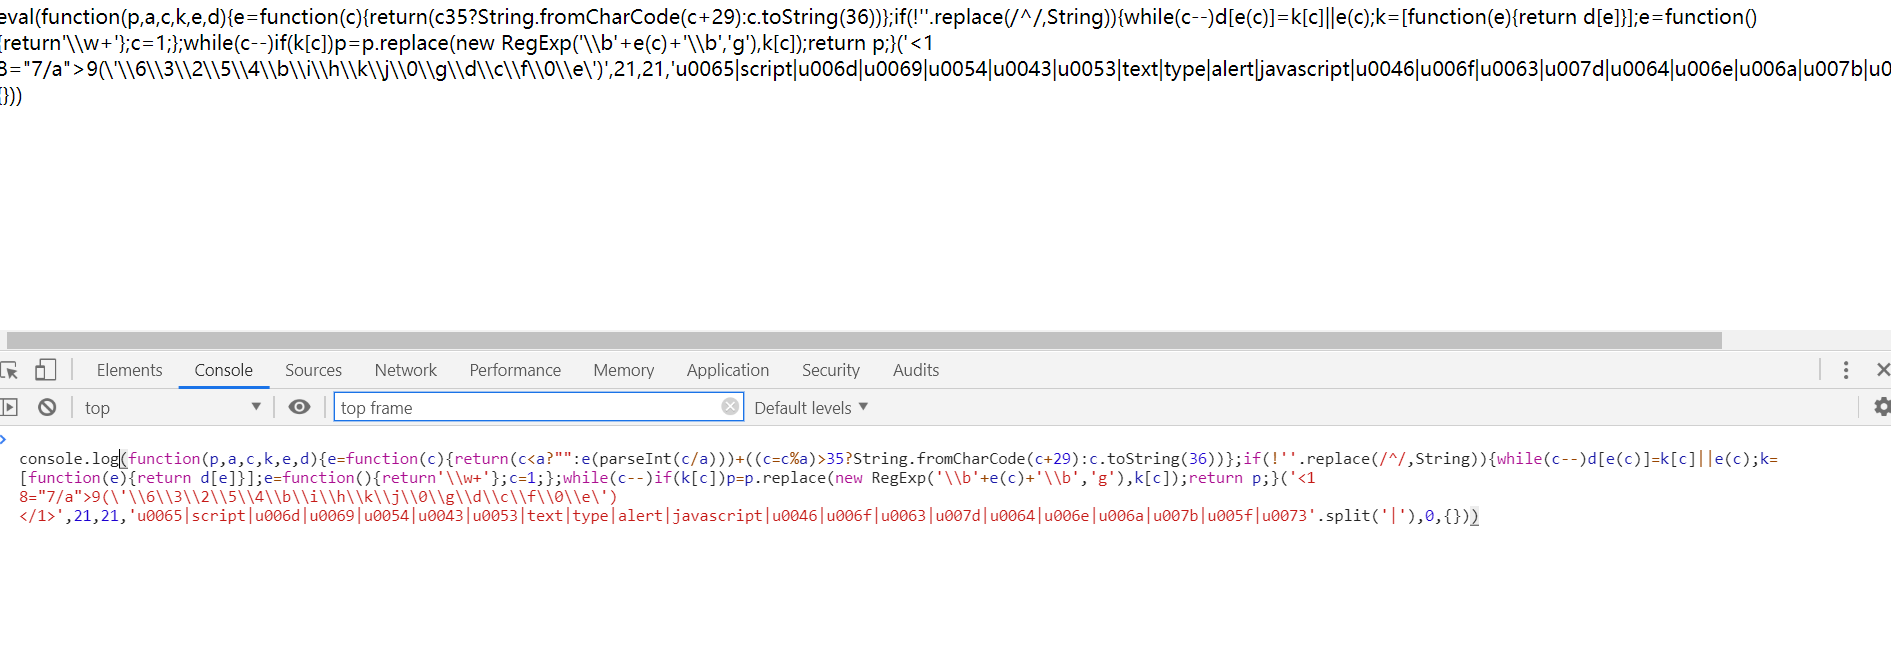 eval(function(p,a,c,k,e,d){e=function(c){return(c35?String.fromCharCode(c+29):c.toString(36))};if(!''.replace(/^/,String)){while(c--)d[e(c)]=k[c]||e(c);k=[function(e){return d[e]}];e=function()
{return'\\w+'};c=1;};while(c--)if(k[c])p=p.replace(new RegExp('\\b'+e(c)+'\\b','g'),k[c]);return p;}('<1
8="7/a">9(\'\\6\\3\\2\\5\\4\\b\\i\\h\\k\\j\\0\\g\\d\\c\\f\\0\\e\')',21,21,'u0065|script|u006d|u0069|u0054|u0043|u0053|text|type|alert|javascript|u0046|u006f|u0063|u007d|u0064|u006e|u006a|u007b|u0
{}))
Elements Console Sources Network Performance Memory Application Security Audits
top top frame Default levels
console.log(function(p,a,c,k,e,d){e=function(c){return(c<a?"":e(parseInt(c/a)))+((c=c%a)>35?String.fromCharCode(c+29):c.toString(36))};if(!''.replace(/^/,String)){while(c--)d[e(c)]=k[c]||e(c);k=
[function(e){return d[e]}];e=function(){return'\\w+'};c=1;};while(c--)if(k[c])p=p.replace(new RegExp('\\b'+e(c)+'\\b','g'),k[c]);return p;}('<1
8="7/a">9(\'\\6\\3\\2\\5\\4\\b\\i\\h\\k\\j\\0\\g\\d\\c\\f\\0\\e\')
</1>',21,21,'u0065|script|u006d|u0069|u0054|u0043|u0053|text|type|alert|javascript|u0046|u006f|u0063|u007d|u0064|u006e|u006a|u007b|u005f|u0073'.split('|'),0,{}))